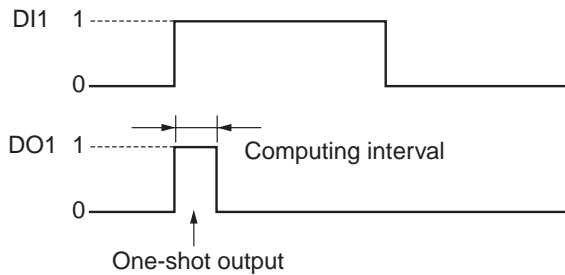 DI1 1
0
DO1 1
Computing interval
0
One-shot output